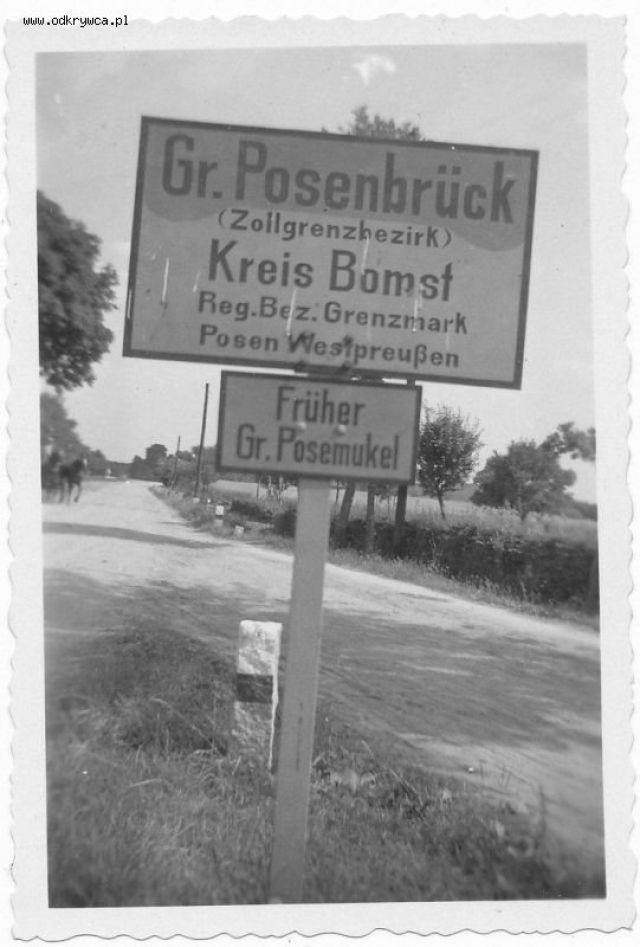 www.odkrywca.pl
Gr. Posenbrück
(Zollgrenzbezirk)
Kreis Bomst
Reg. Bez. Grenzmark
Posen Westpreußen
Früher
Gr. Posemukel